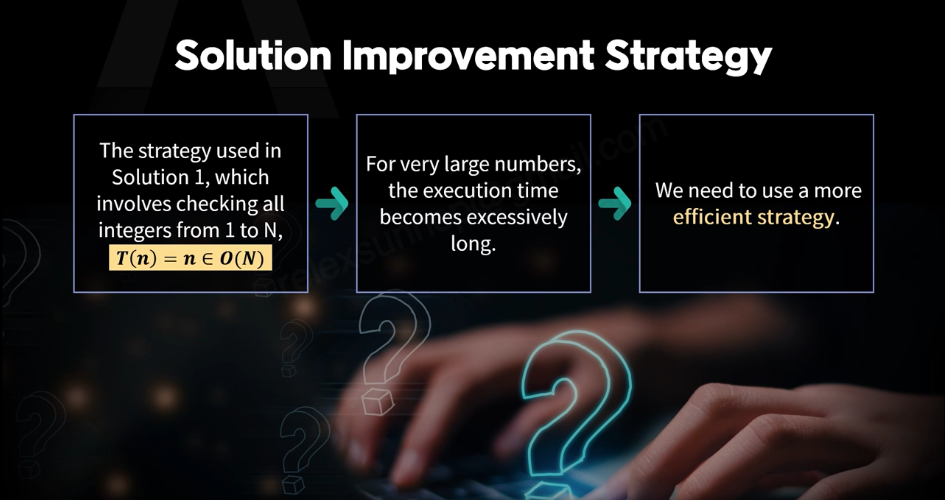 Solution Improvement Strategy
The strategy used in
Solution 1, which
involves checking all
integers from 1 to N,
T(n) = n ∈ O(N)
For very large numbers,
the execution time
becomes excessively
long.
We need to use a more
efficient strategy.